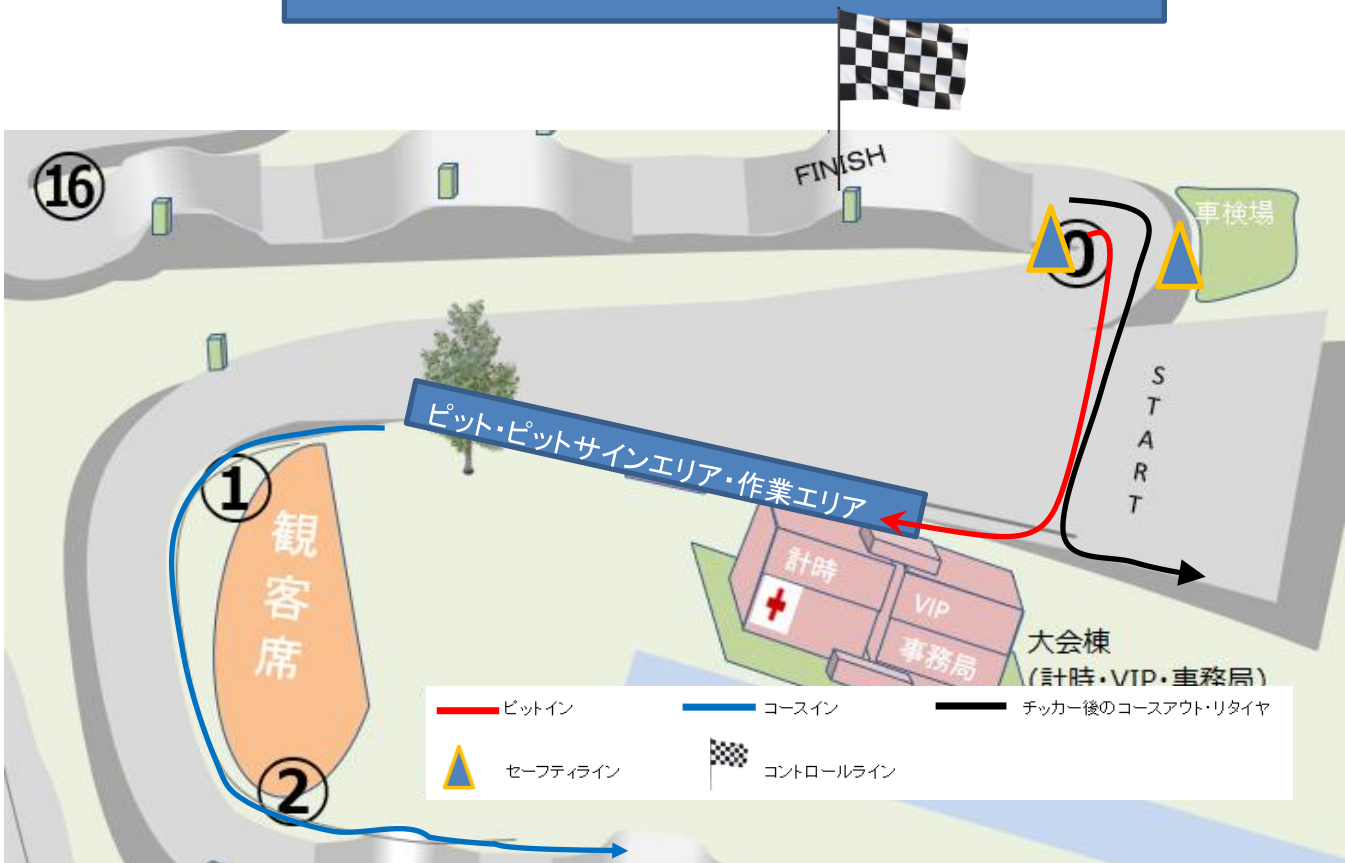 FINISH
⑯
車検場
0
START
ピット・ピットサインエリア・作業エリア
①
観客席
計時
VIP
事務局
大会棟
(計時・VIP・事務局)
②
ピットイン
コースイン
チッカー後のコースアウト・リタイヤ
セーフティライン
コントロールライン